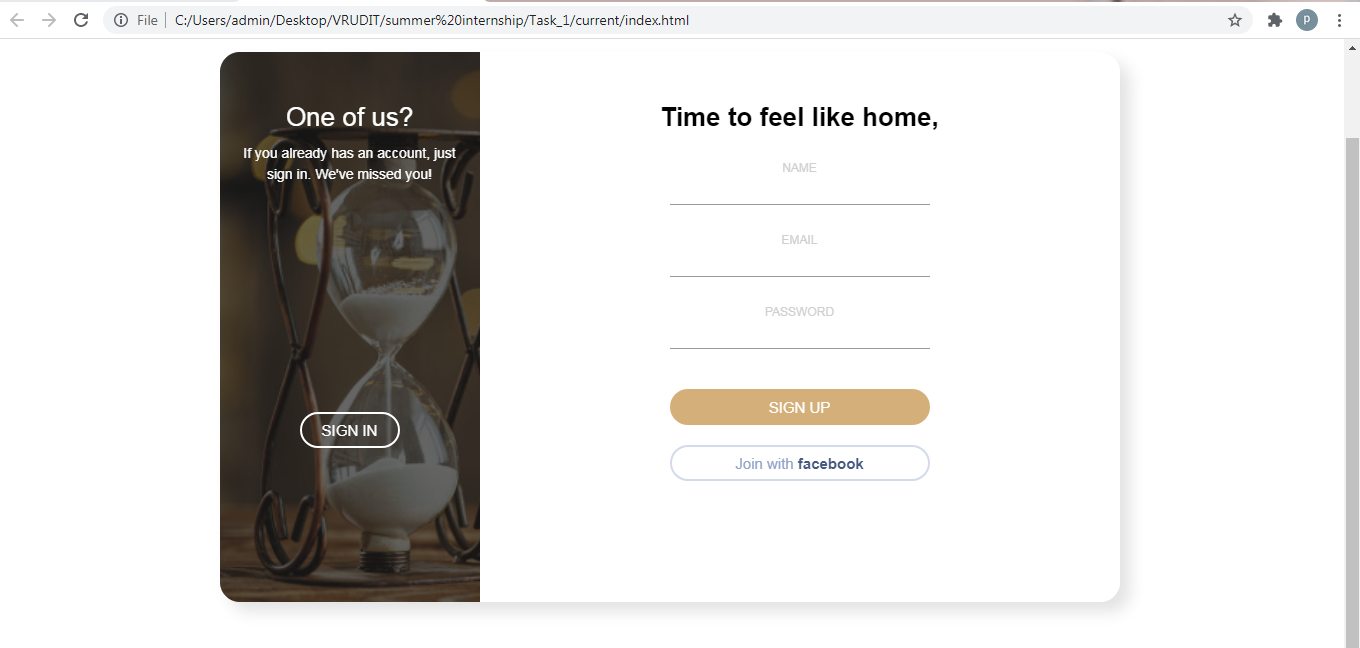 File
C:/Users/admin/Desktop/VRUDIT/summer%20internship/Task_1/current/index.html
p
One of us?
If you already has an account, just
sign in. We've missed you!
SIGN IN
Time to feel like home,
NAME
EMAIL
PASSWORD
SIGN UP
Join with facebook